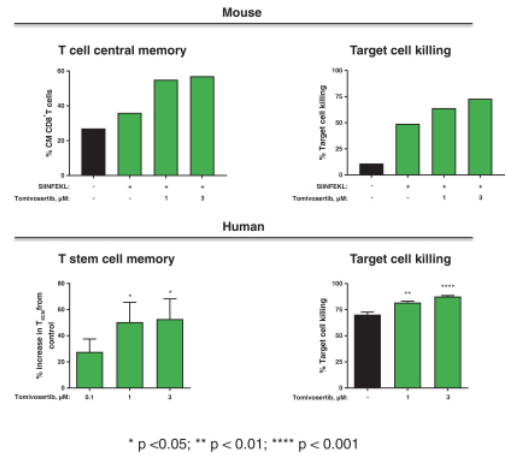 Mouse
T cell central memory
% CM CD8+T cells
60
40
20
0
SIINFEKL: - + + +
Tomivosertib, µM: - - 1 3
Target cell killing
% Target cell killing
100
75
50
25
0
SIINFEKL: - + + +
Tomivosertib, µM: - - 1 3
Human
T stem cell memory
% increase in TSCM from
control
80
60
40
20
0
* *
Tomivosertib, µM: 0.1 1 3
Target cell killing
% Target cell killing
100
75
50
25
0
** ****
Tomivosertib, µM: - 1 3
* p <0.05; ** p < 0.01; **** p < 0.001